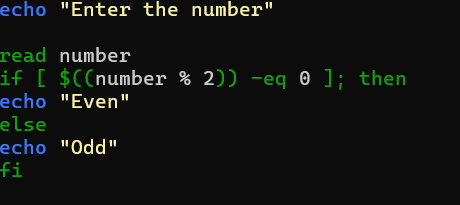 echo "Enter the number"
read number
if [ $((number % 2)) -eq 0 ]; then
echo "Even"
else
echo "Odd"
fi